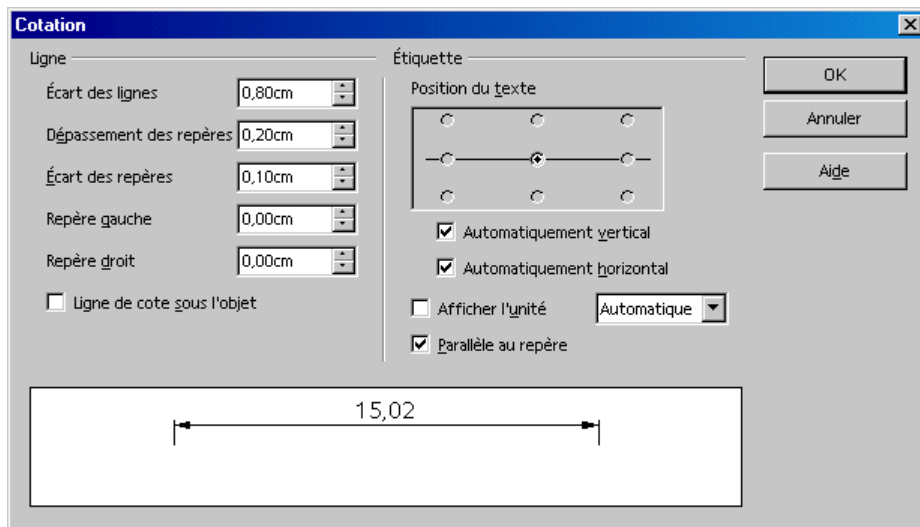 Cotation
Ligne
Écart des lignes 0,80cm
Dépassement des repères 0,20cm
Écart des repères 0,10cm
Repère gauche 0,00cm
Repère droit 0,00cm
Ligne de cote sous l'objet
Étiquette
Position du texte
Automatiquement vertical
Automatiquement horizontal
Afficher l'unité Automatique
Parallèle au repère
OK
Annuler
Aide
15,02